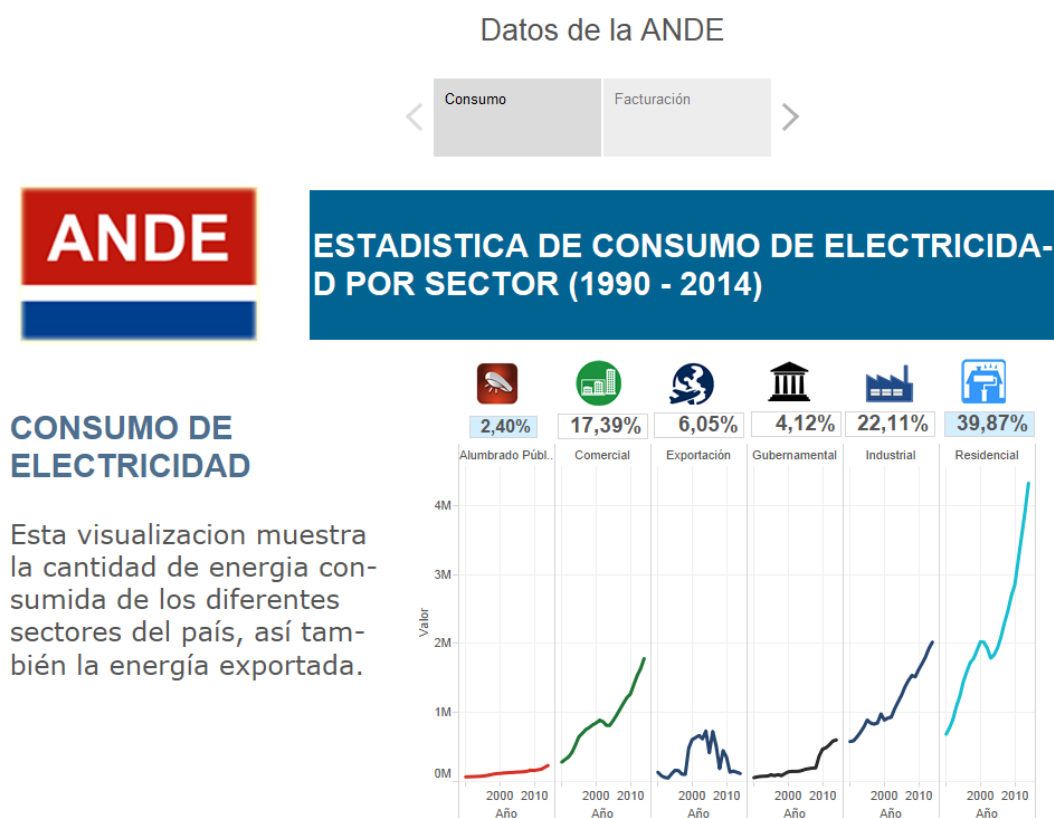 Datos de la ANDE
Consumo
Facturación
ANDE
ESTADISTICA DE CONSUMO DE ELECTRICIDA-
D POR SECTOR (1990 - 2014)
CONSUMO DE
ELECTRICIDAD
Esta visualizacion muestra
la cantidad de energia con-
sumida de los diferentes
sectores del país, así tam-
bién la energía exportada.
2,40% 17,39% 6,05% 4,12% 22,11% 39,87%
Alumbrado Públ.. Comercial Exportación Gubernamental Industrial Residencial
4M
3M
2M
1M
0M
Valor
2000 2010 2000 2010 2000 2010 2000 2010 2000 2010 2000 2010
Año Año Año Año Año Año